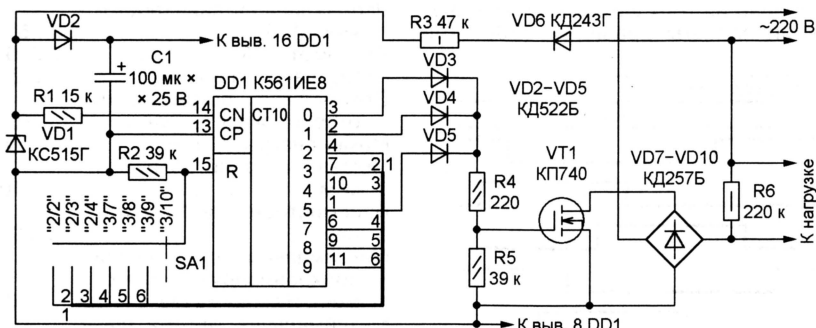 VD2
К выв. 16 DD1
C1
100 мк ×
× 25 В
R1 15 к
VD1
КС515Г
R2 39 к
DD1 К561ИЕ8
14 CN
13 CP
15 R
CT10
0 3
1 2
2 4
3 7 2 1
4 10 3
5 1
7 6 4
8 9 5
9 11 6
"2/2"
"2/3"
"2/4"
"3/7"
"3/8"
"3/9"
"3/10"
SA1
2 3 4 5 6
1
R3 47 к
VD3
VD4
VD5
VD6 КД243Г
VD2–VD5
КД522Б
~220 В
R4
220
R5
39 к
VT1
КП740
VD7–VD10
КД257Б
R6
220 к
К нагрузке
К выв. 8 DD1